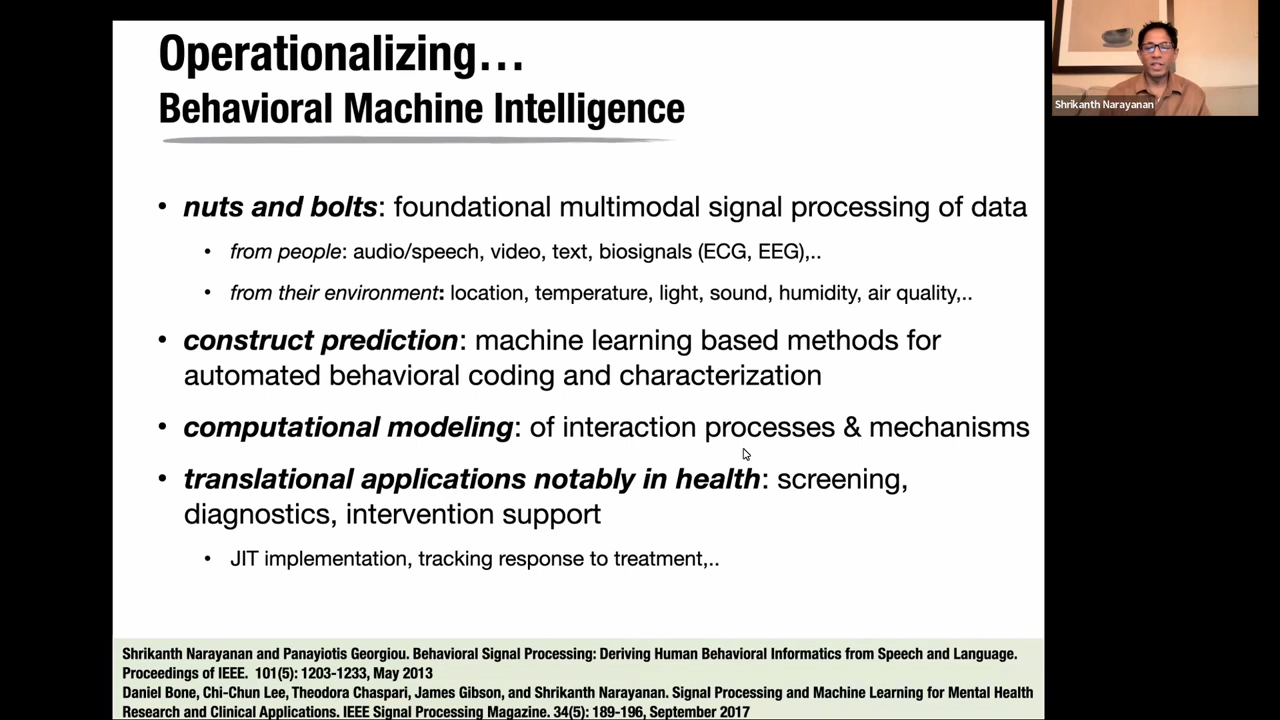 Operationalizing…
Behavioral Machine Intelligence
• nuts and bolts: foundational multimodal signal processing of data
• from people: audio/speech, video, text, biosignals (ECG, EEG),..
• from their environment: location, temperature, light, sound, humidity, air quality,..
• construct prediction: machine learning based methods for
automated behavioral coding and characterization
• computational modeling: of interaction processes & mechanisms
• translational applications notably in health: screening,
diagnostics, intervention support
• JIT implementation, tracking response to treatment,..
Shrikanth Narayanan and Panayiotis Georgiou. Behavioral Signal Processing: Deriving Human Behavioral Informatics from Speech and Language.
Proceedings of IEEE. 101(5): 1203-1233, May 2013
Daniel Bone, Chi-Chun Lee, Theodora Chaspari, James Gibson, and Shrikanth Narayanan. Signal Processing and Machine Learning for Mental Health
Research and Clinical Applications. IEEE Signal Processing Magazine. 34(5): 189-196, September 2017
Shrikanth Narayanan